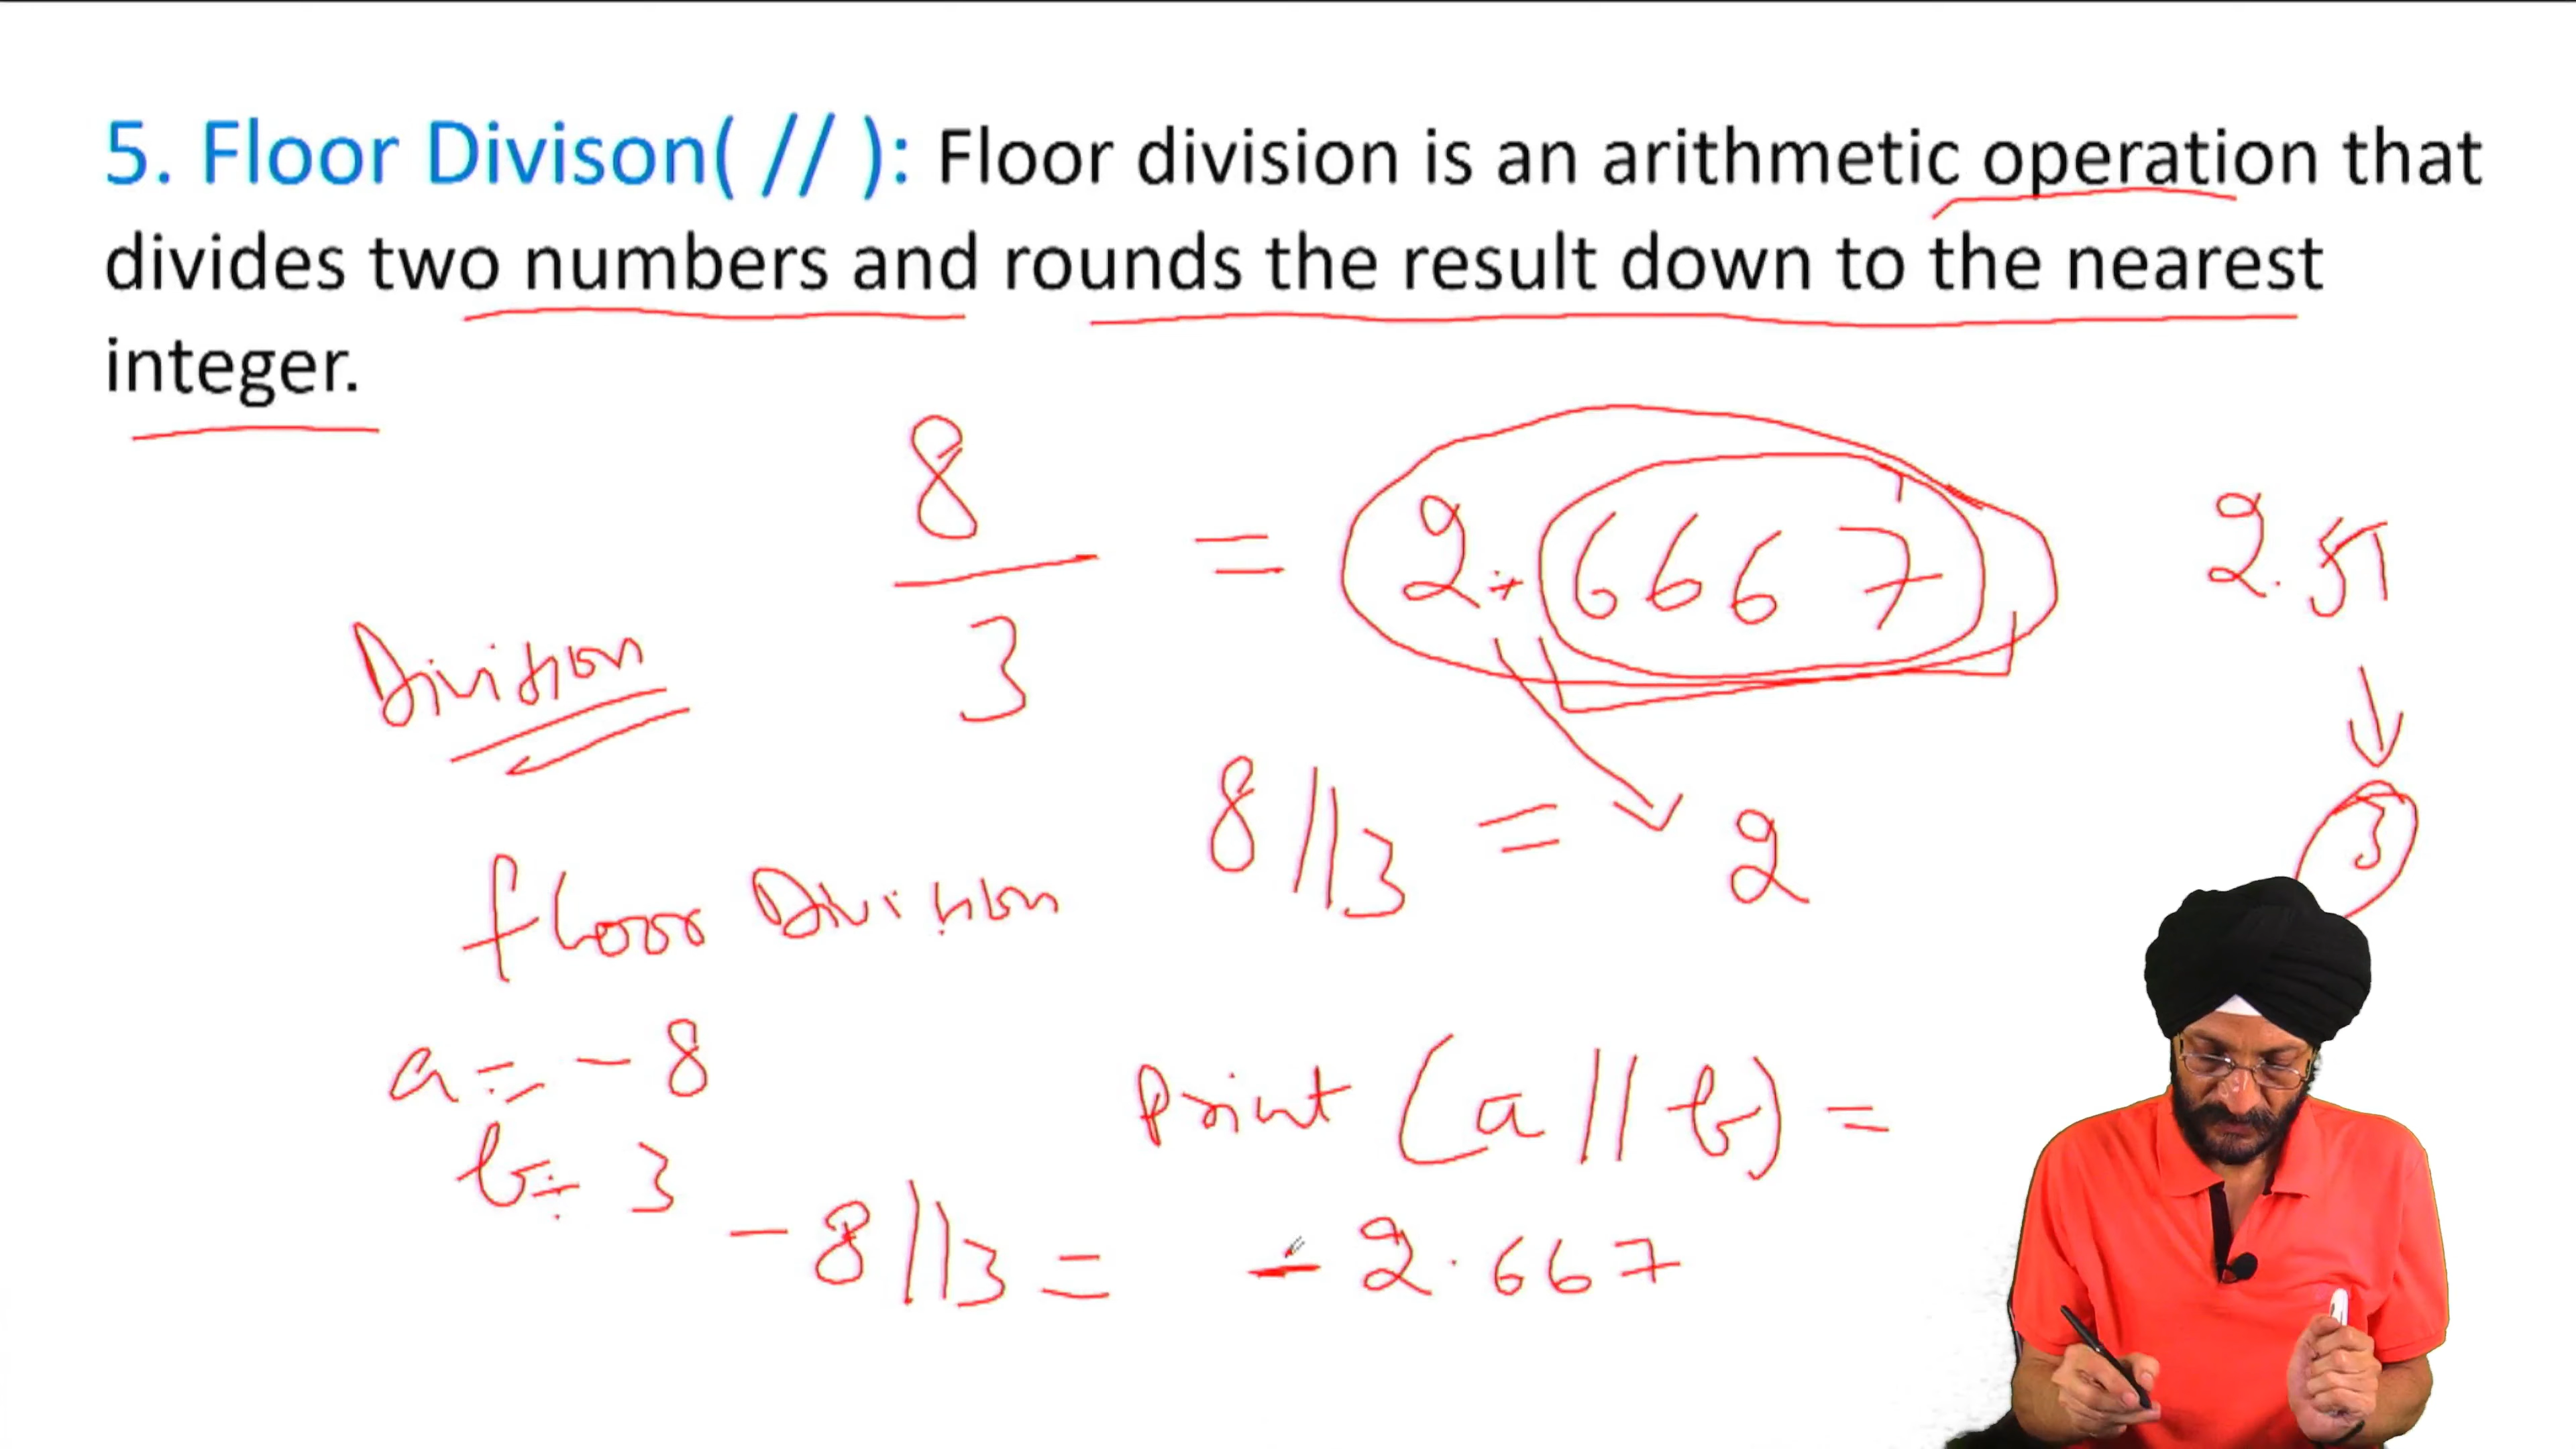 5. Floor Divison( // ): Floor division is an arithmetic operation that
divides two numbers and rounds the result down to the nearest
integer.
8
3
= 2.6667
2.51
3
Division
8 // 3 = 2
Floor Division
a = - 8
b = 3
Print (a // b) =
- 8 // 3 = - 2.667